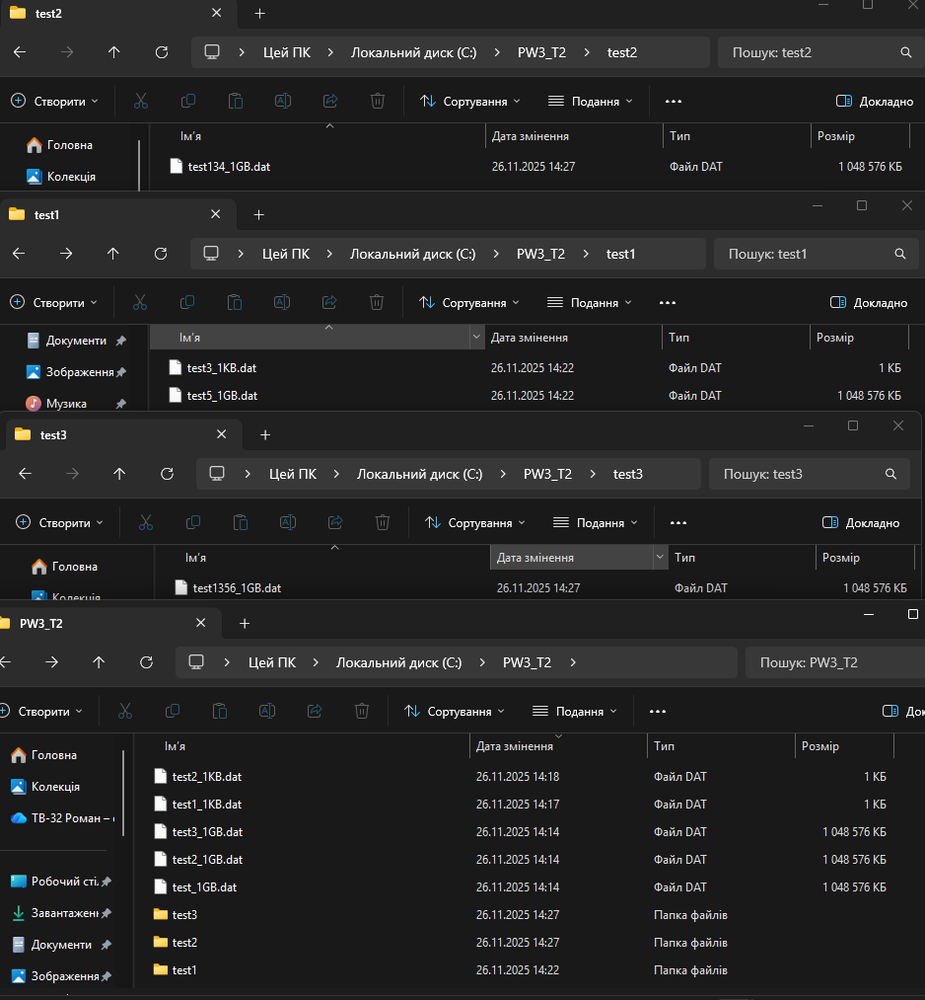 test2
Цей ПК > Локальний диск (C:) > PW3_T2 > test2 Пошук: test2
Створити Сортування Подання ... Докладно
Головна
Колекція
Ім'я Дата змінення Тип Розмір
test134_1GB.dat 26.11.2025 14:27 Файл DAT 1 048 576 КБ
test1
Цей ПК > Локальний диск (C:) > PW3_T2 > test1 Пошук: test1
Створити Сортування Подання ... Докладно
Документи
Зображення
Музика
Ім'я Дата змінення Тип Розмір
test3_1KB.dat 26.11.2025 14:22 Файл DAT 1 КБ
test5_1GB.dat 26.11.2025 14:22 Файл DAT 1 048 576 КБ
test3
Цей ПК > Локальний диск (C:) > PW3_T2 > test3 Пошук: test3
Створити Сортування Подання ... Докладно
Головна
Колекція
Ім'я Дата змінення Тип Розмір
test1356_1GB.dat 26.11.2025 14:27 Файл DAT 1 048 576 КБ
PW3_T2
Цей ПК > Локальний диск (C:) > PW3_T2 > Пошук: PW3_T2
Створити Сортування Подання ... Док
Головна
Колекція
ТВ-32 Роман –
Робочий сті
Завантажен
Документи
Зображення
Ім'я Дата змінення Тип Розмір
test2_1KB.dat 26.11.2025 14:18 Файл DAT 1 КБ
test1_1KB.dat 26.11.2025 14:17 Файл DAT 1 КБ
test3_1GB.dat 26.11.2025 14:14 Файл DAT 1 048 576 КБ
test2_1GB.dat 26.11.2025 14:14 Файл DAT 1 048 576 КБ
test_1GB.dat 26.11.2025 14:14 Файл DAT 1 048 576 КБ
test3 26.11.2025 14:27 Папка файлів
test2 26.11.2025 14:27 Папка файлів
test1 26.11.2025 14:22 Папка файлів